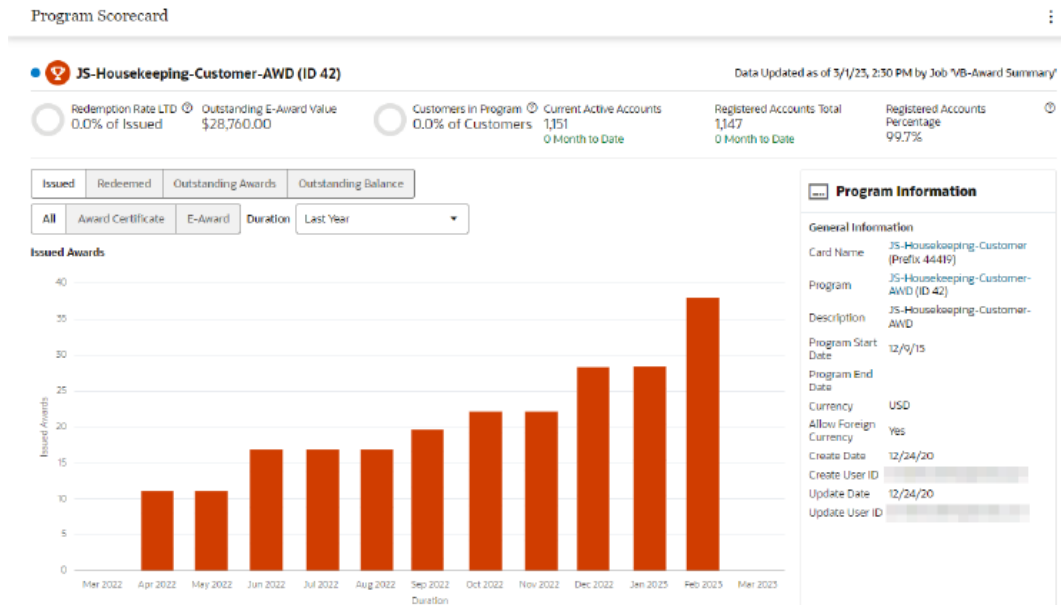 Program Scorecard
JS-Housekeeping-Customer-AWD (ID 42)
Data Updated as of 3/1/23, 2:30 PM by Job 'VB-Award Summary'
Redemption Rate LTD
0.0% of Issued
Outstanding E-Award Value
$28,760.00
Customers in Program
0.0% of Customers
Current Active Accounts
1,151
0 Month to Date
Registered Accounts Total
1,147
0 Month to Date
Registered Accounts
Percentage
99.7%
Issued Redeemed Outstanding Awards Outstanding Balance
All Award Certificate E-Award Duration Last Year
Issued Awards
40
35
30
25
20
15
10
5
0
Issued Awards
Mar 2022 Apr 2022 May 2022 Jun 2022 Jul 2022 Aug 2022 Sep 2022 Oct 2022 Nov 2022 Dec 2022 Jan 2023 Feb 2023 Mar 2023
Duration
Program Information
General Information
Card Name JS-Housekeeping-Customer
(Prefix 44419)
Program JS-Housekeeping-Customer-
AWD (ID 42)
Description JS-Housekeeping-Customer-
AWD
Program Start
Date 12/9/15
Program End
Date
Currency USD
Allow Foreign
Currency Yes
Create Date 12/24/20
Create User ID
Update Date 12/24/20
Update User ID